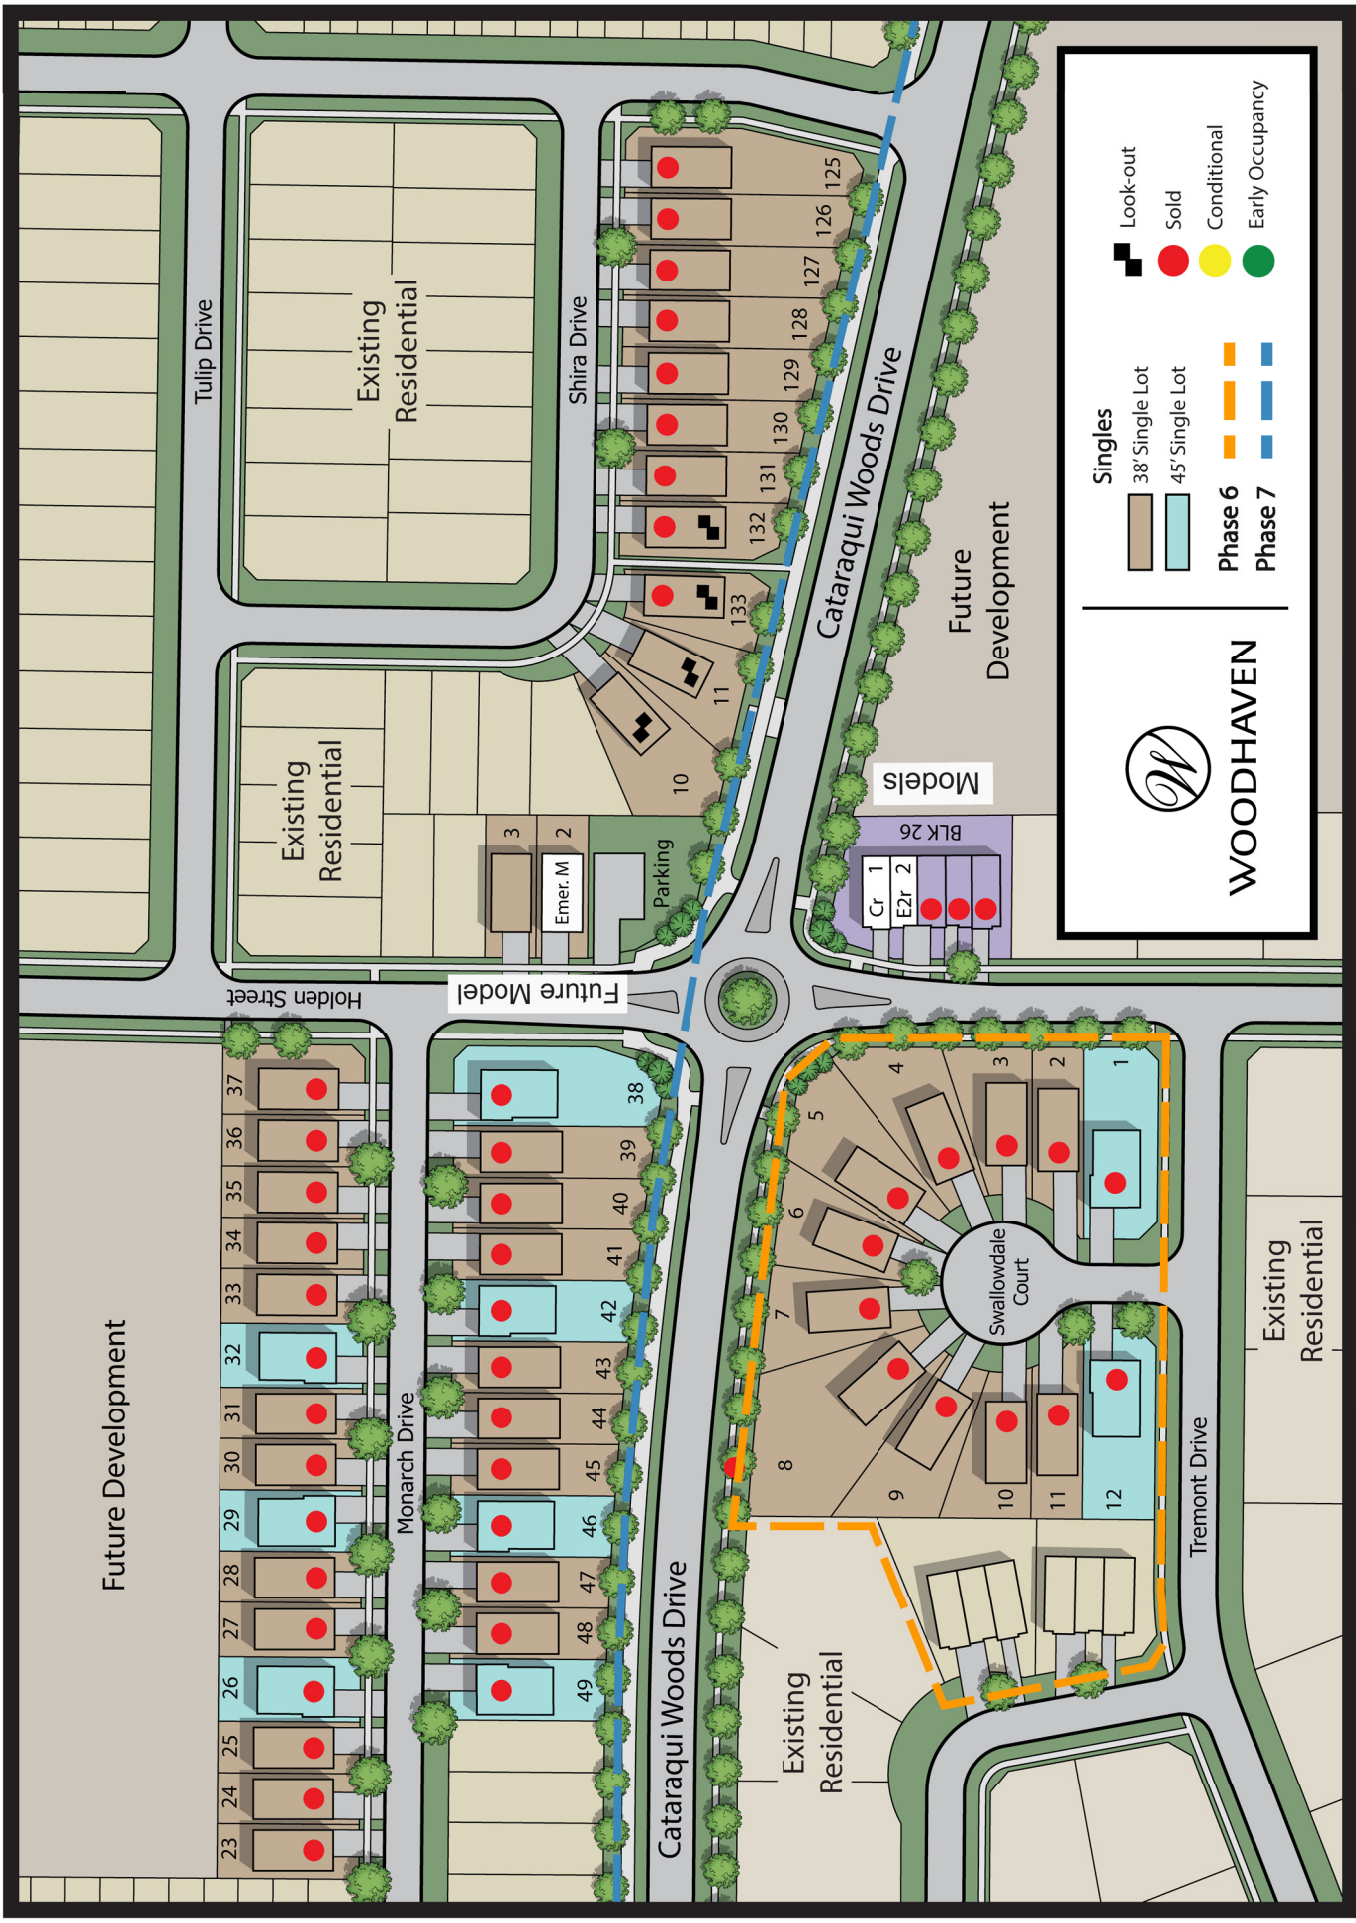 Tulip Drive
Existing
Residential
Shira Drive
125
126
127
128
129
130
131
132
133
11
10
Existing
Residential
3
2
Emer. M
Parking
Future Model
Holden Street
Cataraqui Woods Drive
Future
Development
Models
BLK 26
Cr 1
E2r 2
Future Development
37
36
35
34
33
32
31
30
29
28
27
26
25
24
23
Monarch Drive
38
39
40
41
42
43
44
45
46
47
48
49
Cataraqui Woods Drive
1
2
3
4
5
6
7
8
9
10
11
12
Swallowdale
Court
Tremont Drive
Existing
Residential
Existing
Residential
W
WOODHAVEN
Singles
38' Single Lot
45' Single Lot
Phase 6
Phase 7
Look-out
Sold
Conditional
Early Occupancy